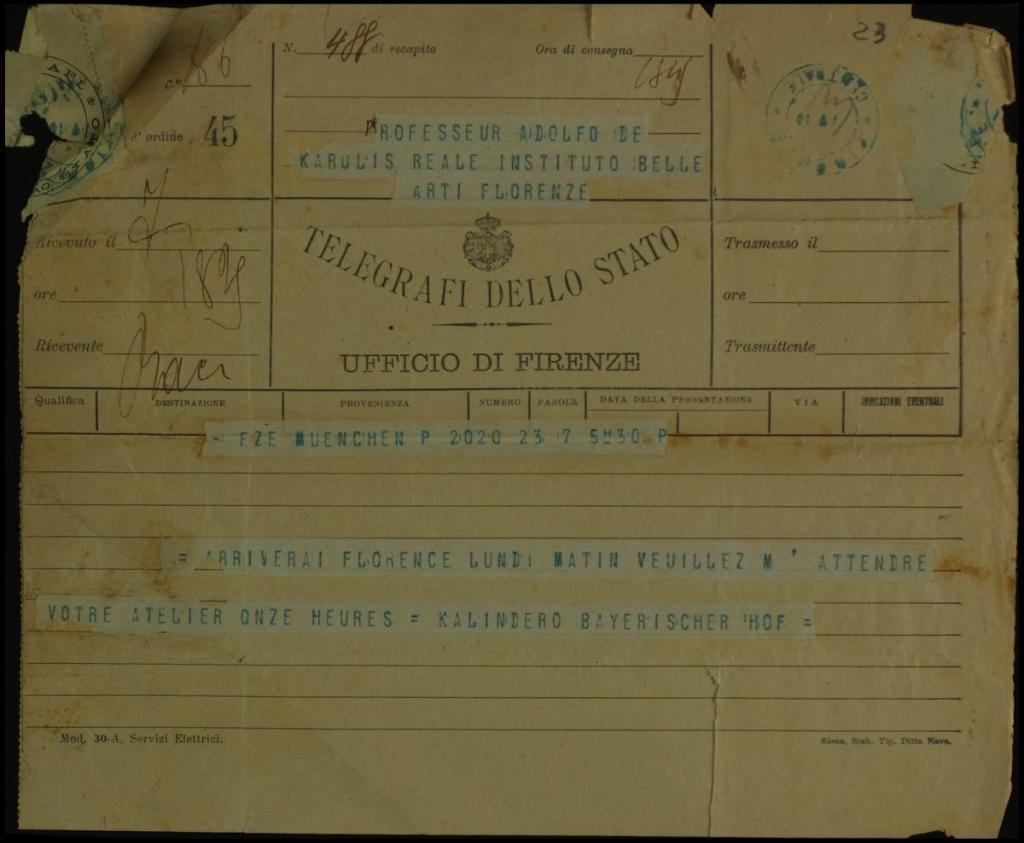 23
N. 488 di recapito
Ora di consegna
C.
d'ordine 45
PROFESSEUR ADOLFO DE
KAROLIS REALE INSTITUTO BELLE
ARTI FLORENZE
Ricevuto il 7
ore
Ricevente
TELEGRAFI DELLO STATO
UFFICIO DI FIRENZE
Trasmesso il
ore
Trasmittente
Qualifica DESTINAZIONE PROVENIENZA NUMERO PAROLE DATA DELLA PRESENTAZIONE VIA INDICAZIONI EVENTUALI
- FZE MUENCHEN P 2020 23 7 5H30 P
= ARRIVERAI FLORENCE LUNDI MATIN VEUILLEZ M ' ATTENDRE
VOTRE ATELIER ONZE HEURES = KALINDERO BAYERISCHER HOF =
Mod. 30-A. Servizi Elettrici.
Siena, Stab. Tip. Ditta Nava.